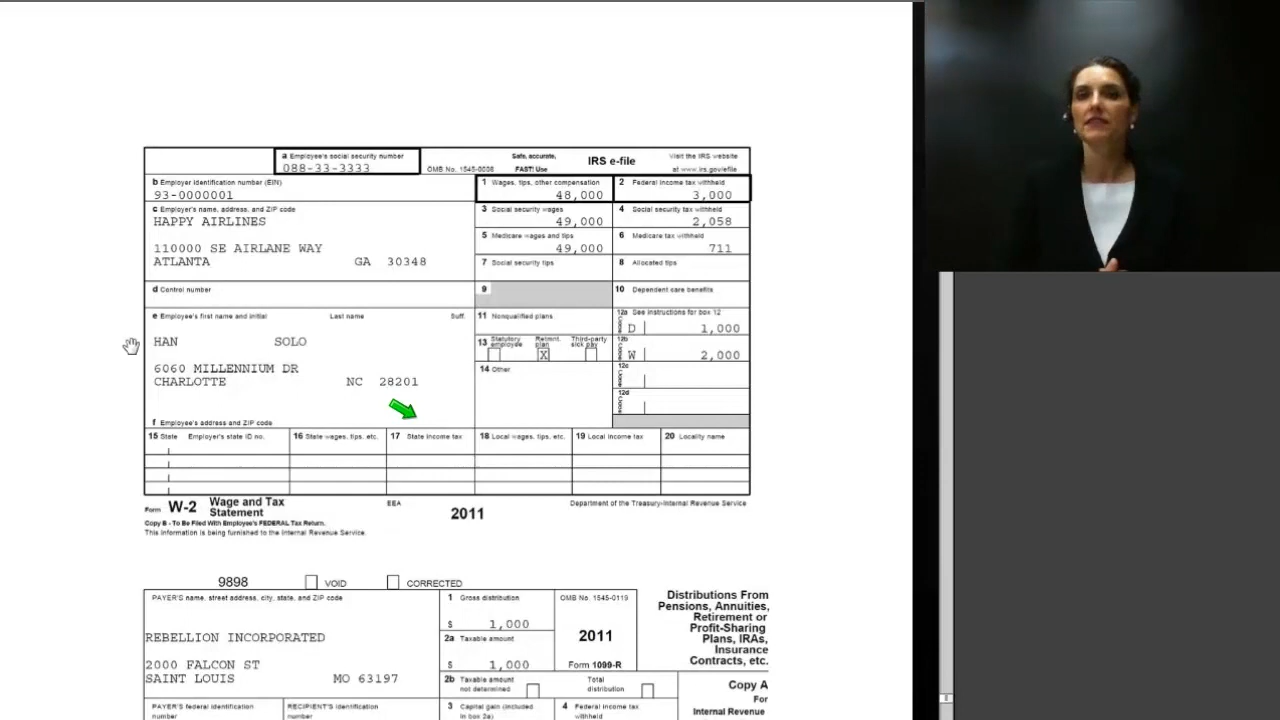 a Employee's social security number
088-33-3333
OMB No. 1545-0008
Safe, accurate,
FAST! Use
IRS e-file
Visit the IRS website
at www.irs.gov/efile
b Employer identification number (EIN)
93-0000001
1 Wages, tips, other compensation
48,000
2 Federal income tax withheld
3,000
c Employer's name, address, and ZIP code
HAPPY AIRLINES
110000 SE AIRLANE WAY
ATLANTA GA 30348
3 Social security wages
49,000
4 Social security tax withheld
2,058
5 Medicare wages and tips
49,000
6 Medicare tax withheld
711
7 Social security tips
8 Allocated tips
d Control number
9
10 Dependent care benefits
e Employee's first name and initial Last name Suff.
HAN SOLO
6060 MILLENNIUM DR
CHARLOTTE NC 28201
f Employee's address and ZIP code
11 Nonqualified plans
12a See instructions for box 12
Code D 1,000
13 Statutory employee Retmnt. plan Third-party sick pay
X
12b
Code W 2,000
14 Other
12c
Code
12d
Code
15 State Employer's state ID no.
16 State wages, tips, etc.
17 State income tax
18 Local wages, tips, etc.
19 Local income tax
20 Locality name
Form W-2 Wage and Tax
Statement
EEA
2011
Department of the Treasury-Internal Revenue Service
Copy B - To Be Filed With Employee's FEDERAL Tax Return.
This information is being furnished to the Internal Revenue Service.
9898 VOID CORRECTED
PAYER'S name, street address, city, state, and ZIP code
REBELLION INCORPORATED
2000 FALCON ST
SAINT LOUIS MO 63197
1 Gross distribution
$ 1,000
2a Taxable amount
$ 1,000
OMB No. 1545-0119
2011
Form 1099-R
Distributions From
Pensions, Annuities,
Retirement or
Profit-Sharing
Plans, IRAs,
Insurance
Contracts, etc.
2b Taxable amount
not determined
Total
distribution
Copy A
For
Internal Revenue
PAYER'S federal identification
number
RECIPIENT'S identification
number
3 Capital gain (included
in box 2a)
4 Federal income tax
withheld